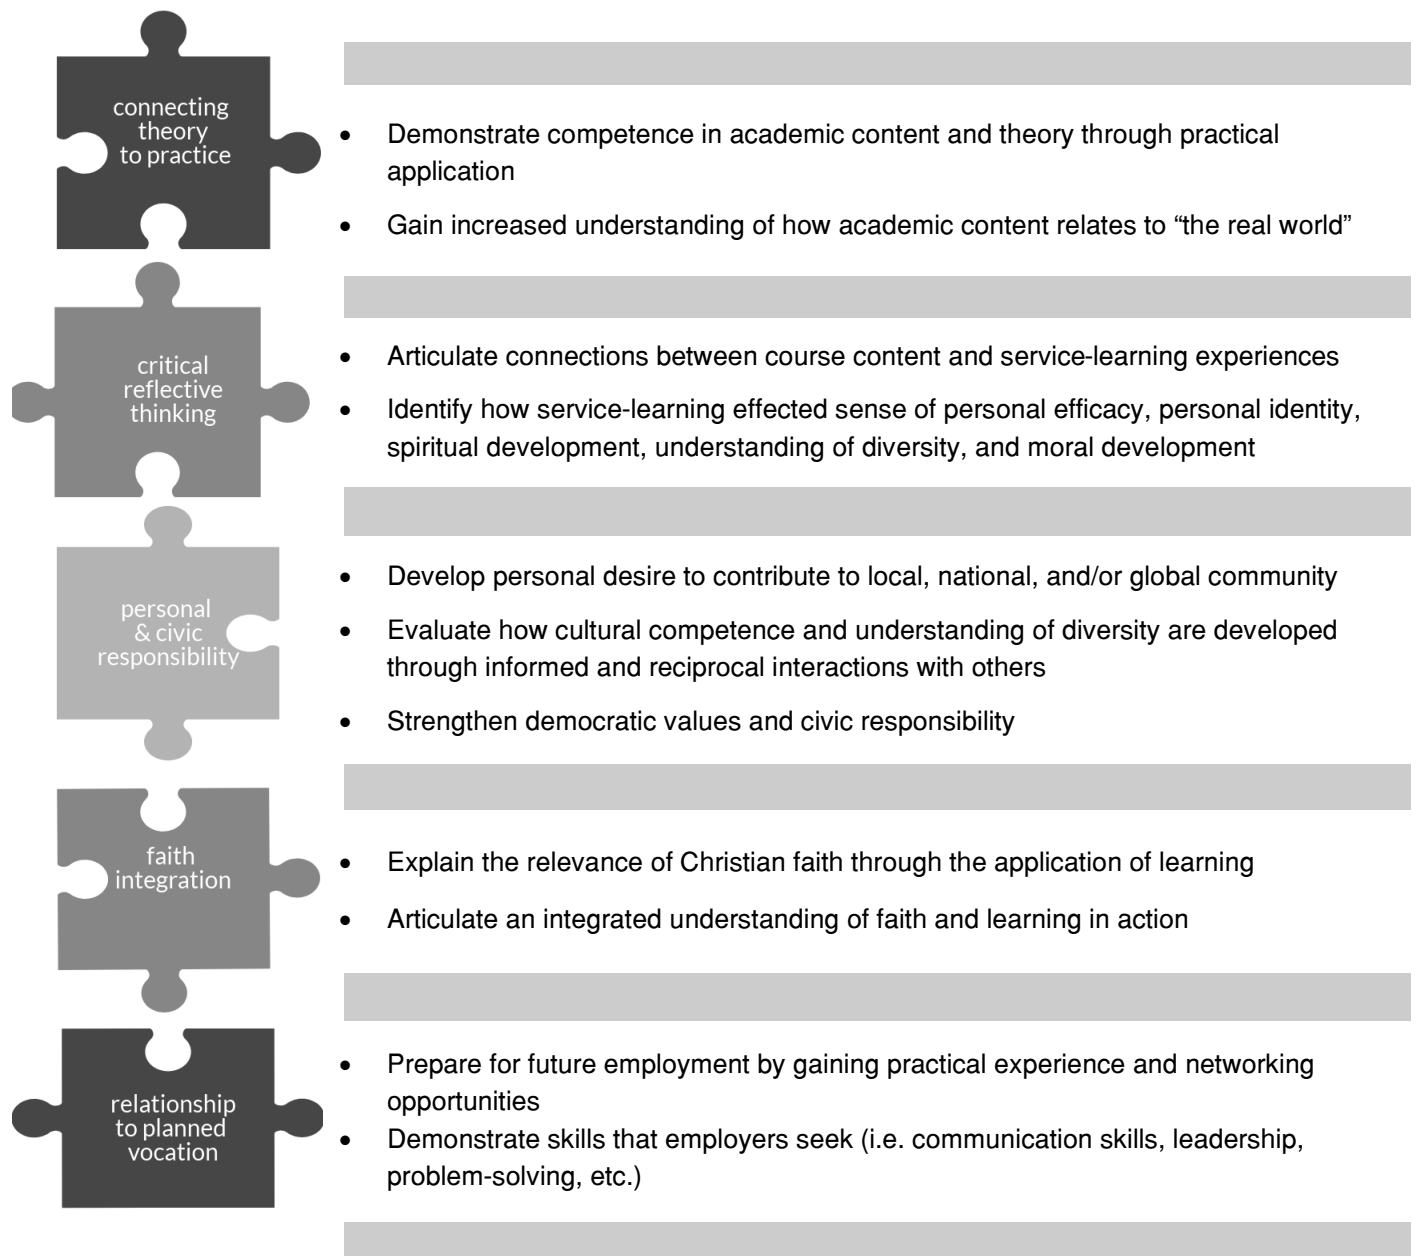 connecting
theory
to practice
• Demonstrate competence in academic content and theory through practical
application
• Gain increased understanding of how academic content relates to “the real world”
critical
reflective
thinking
• Articulate connections between course content and service-learning experiences
• Identify how service-learning effected sense of personal efficacy, personal identity,
spiritual development, understanding of diversity, and moral development
personal
& civic
responsibility
• Develop personal desire to contribute to local, national, and/or global community
• Evaluate how cultural competence and understanding of diversity are developed
through informed and reciprocal interactions with others
• Strengthen democratic values and civic responsibility
faith
integration
• Explain the relevance of Christian faith through the application of learning
• Articulate an integrated understanding of faith and learning in action
relationship
to planned
vocation
• Prepare for future employment by gaining practical experience and networking
opportunities
• Demonstrate skills that employers seek (i.e. communication skills, leadership,
problem-solving, etc.)